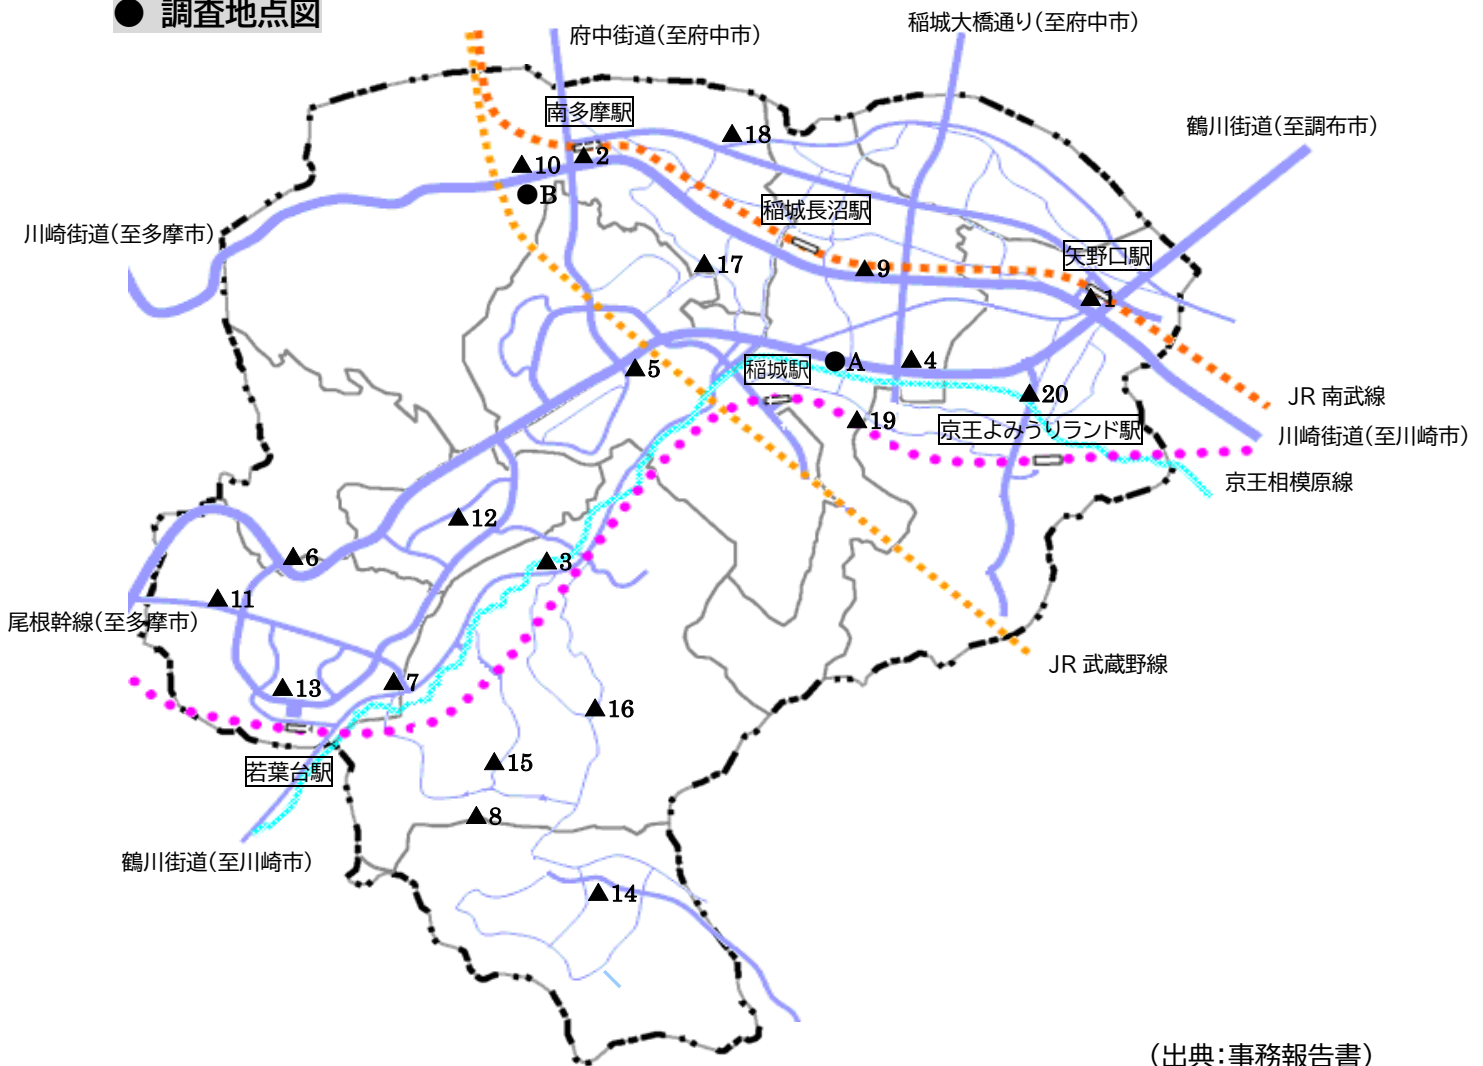 ● 調査地点図
稲城大橋通り(至府中市)
府中街道(至府中市)
南多摩駅
▲18
鶴川街道(至調布市)
▲2
▲10
●B
稲城長沼駅
川崎街道(至多摩市)
矢野口駅
▲17
▲9
▲1
▲5
稲城駅
●A
▲4
▲20
JR 南武線
▲19
京王よみうりランド駅
川崎街道(至川崎市)
京王相模原線
▲12
▲6
▲3
▲11
尾根幹線(至多摩市)
JR 武蔵野線
▲13
▲7
▲16
若葉台駅
▲15
▲8
鶴川街道(至川崎市)
▲14
(出典:事務報告書)